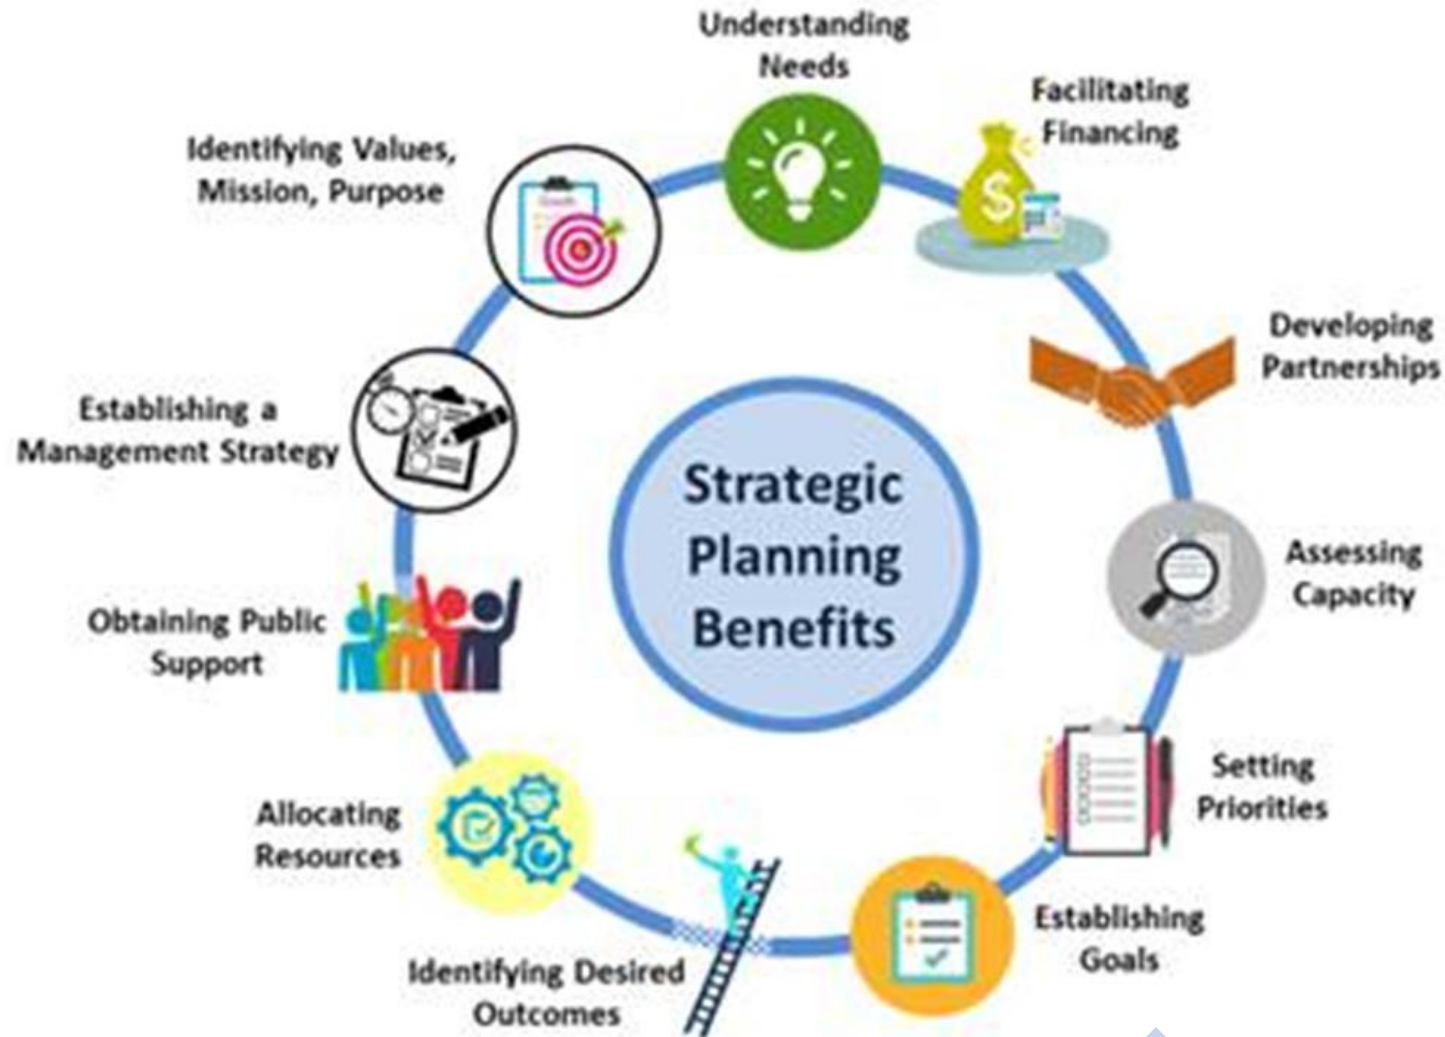 Understanding
Needs
Facilitating
Financing
Identifying Values,
Mission, Purpose
Developing
Partnerships
Establishing a
Management Strategy
Strategic
Planning
Benefits
Assessing
Capacity
Obtaining Public
Support
Setting
Priorities
Allocating
Resources
Establishing
Goals
Identifying Desired
Outcomes
$